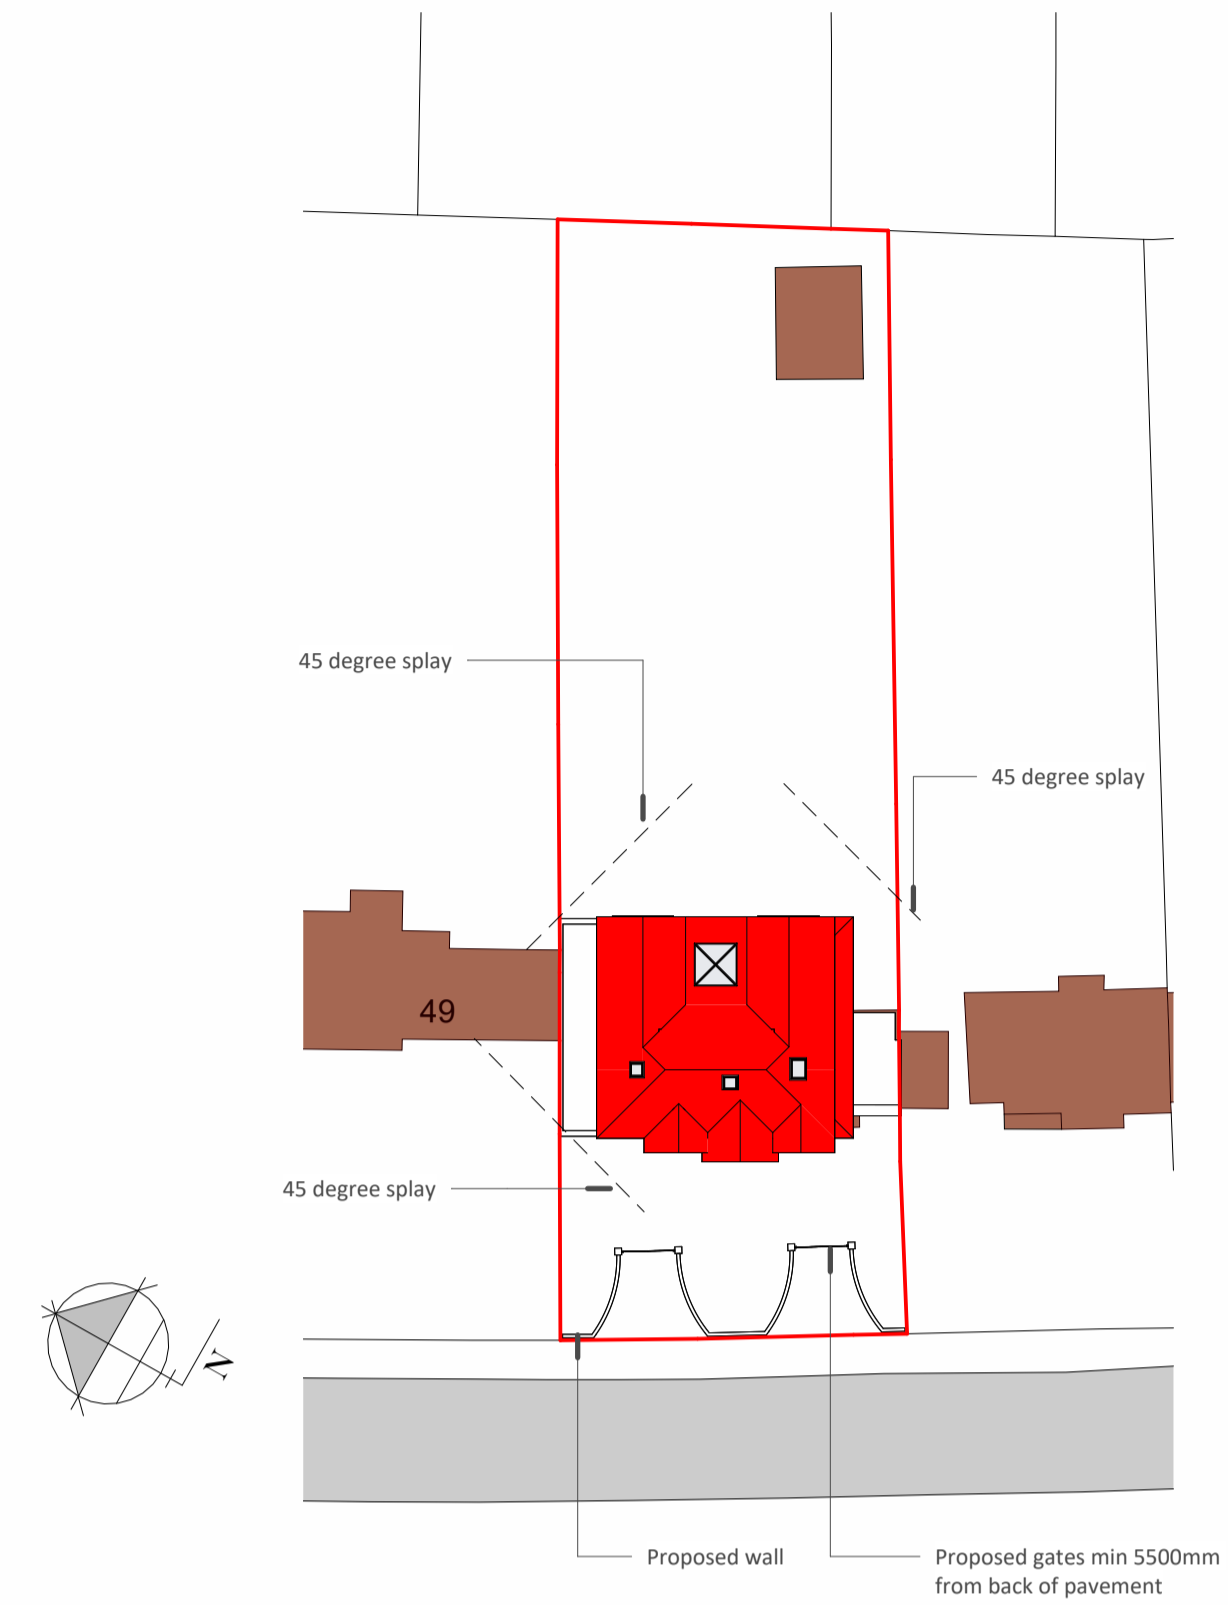 45 degree splay
45 degree splay
49
45 degree splay
N
Proposed wall
Proposed gates min 5500mm
from back of pavement